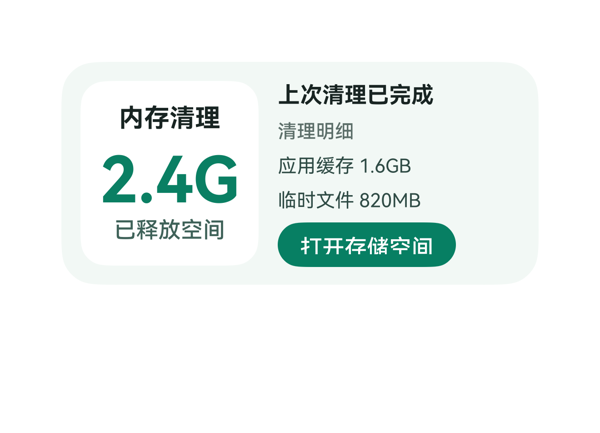 内存清理
2.4G
已释放空间
上次清理已完成
清理明细
应用缓存 1.6GB
临时文件 820MB
打开存储空间